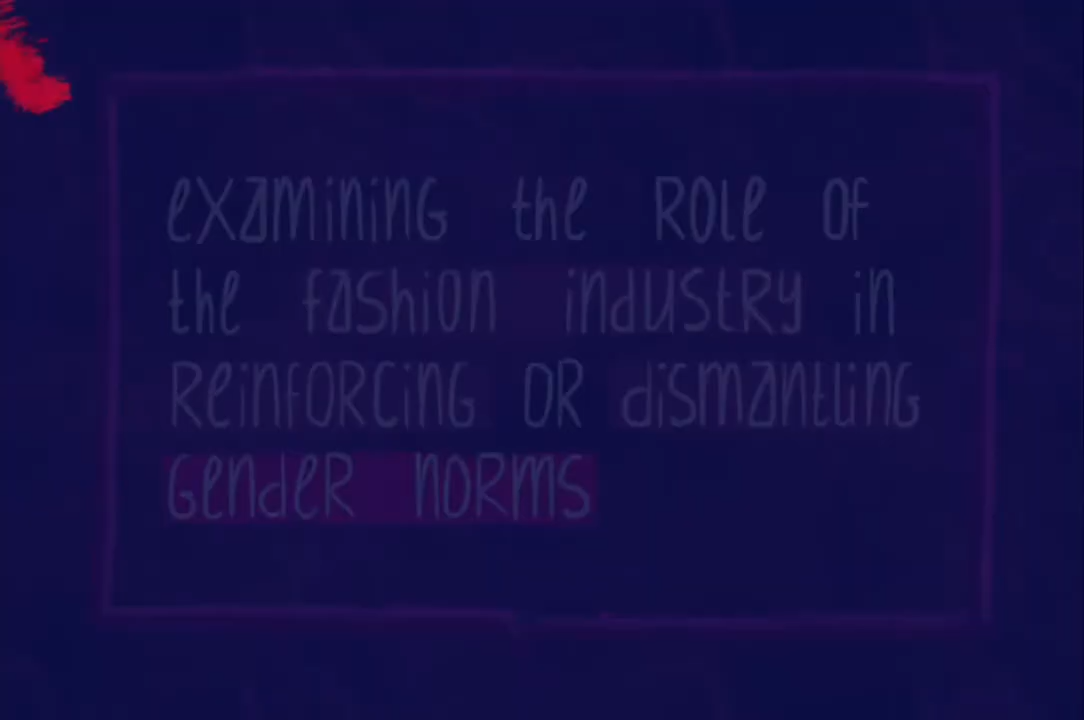 examining the Role of
the fashion industry in
Reinforcing OR dismantling
Gender norms